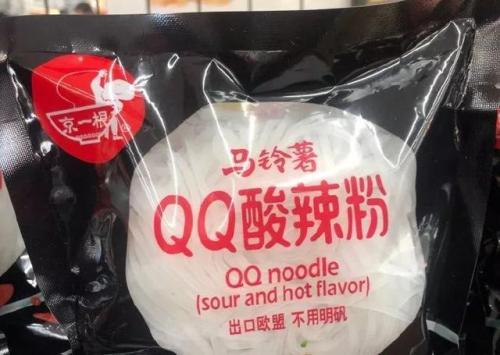 京一根
马铃薯
QQ酸辣粉
QQ noodle
(sour and hot flavor)
出口欧盟 不用明矾